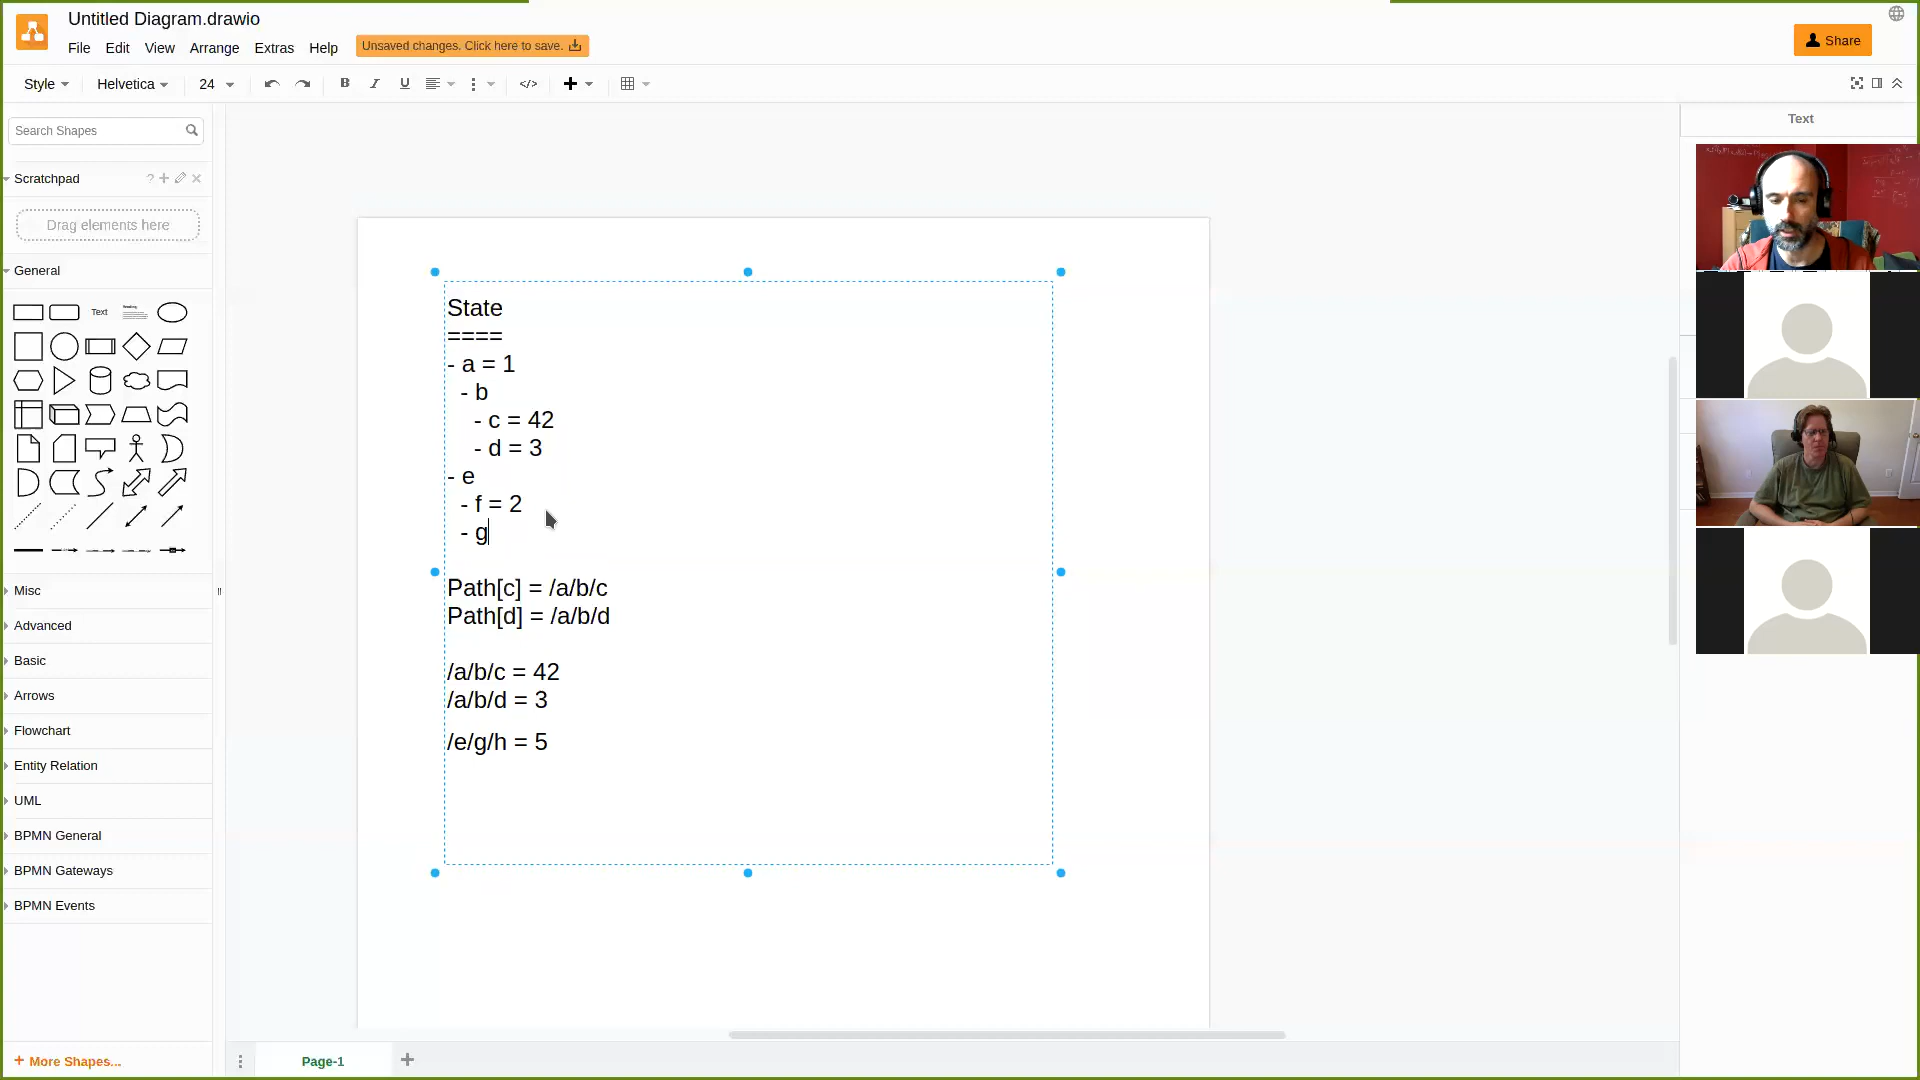 Untitled Diagram.drawio
File Edit View Arrange Extras Help
Unsaved changes. Click here to save.
Share
Style Helvetica 24 B I U </>
Search Shapes
Text
Scratchpad ? + ×
Drag elements here
General
Text
Heading
Misc
Advanced
Basic
Arrows
Flowchart
Entity Relation
UML
BPMN General
BPMN Gateways
BPMN Events
+ More Shapes...
State
====
- a = 1
- b
- c = 42
- d = 3
- e
- f = 2
- g
Path[c] = /a/b/c
Path[d] = /a/b/d
/a/b/c = 42
/a/b/d = 3
/e/g/h = 5
Page-1